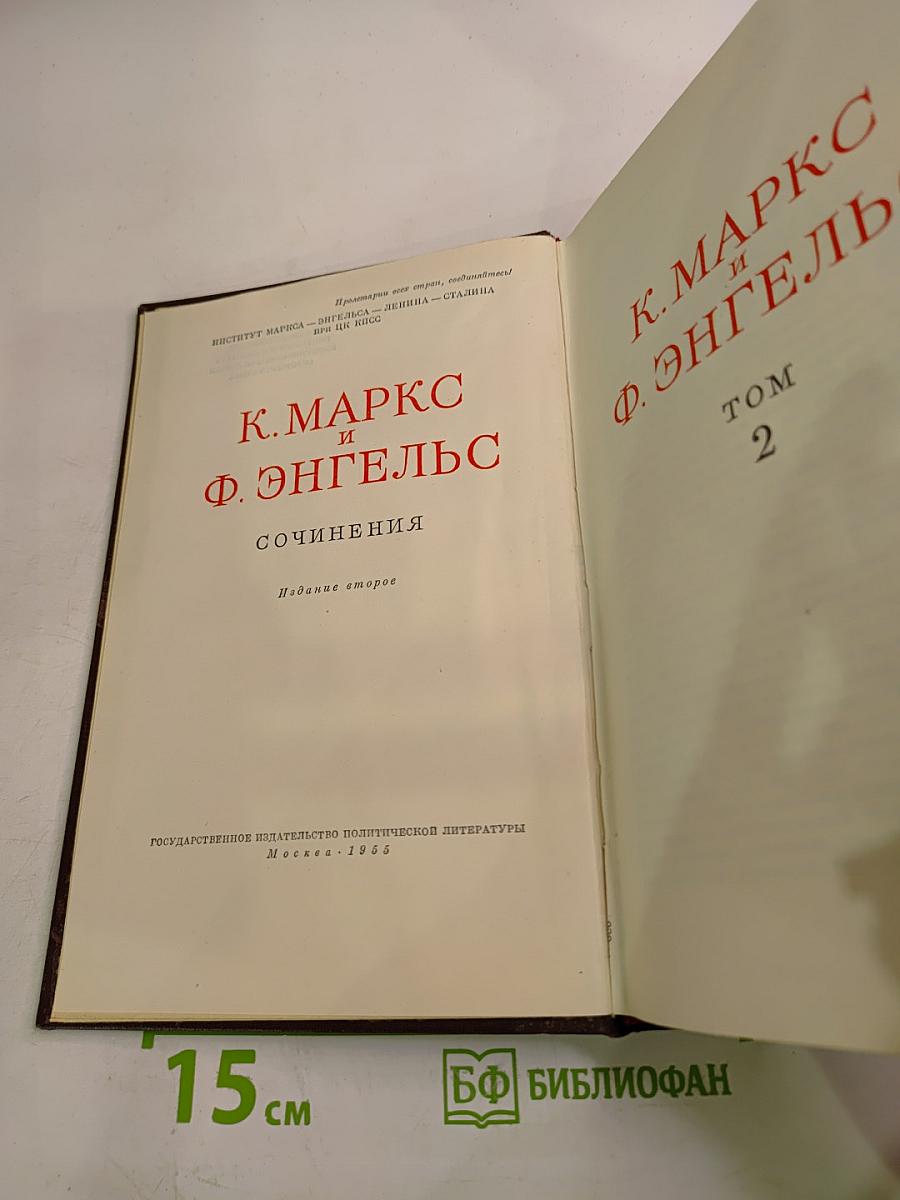 Пролетарии всех стран, соединяйтесь!
ИНСТИТУТ МАРКСА — ЭНГЕЛЬСА — ЛЕНИНА — СТАЛИНА
ПРИ ЦК КПСС
К. МАРКС
И
Ф. ЭНГЕЛЬС
СОЧИНЕНИЯ
Издание второе
ГОСУДАРСТВЕННОЕ ИЗДАТЕЛЬСТВО ПОЛИТИЧЕСКОЙ ЛИТЕРАТУРЫ
Москва · 1955
К. МАРКС
И
Ф. ЭНГЕЛЬС
ТОМ
2
15 см
БФ БИБЛИОФАН